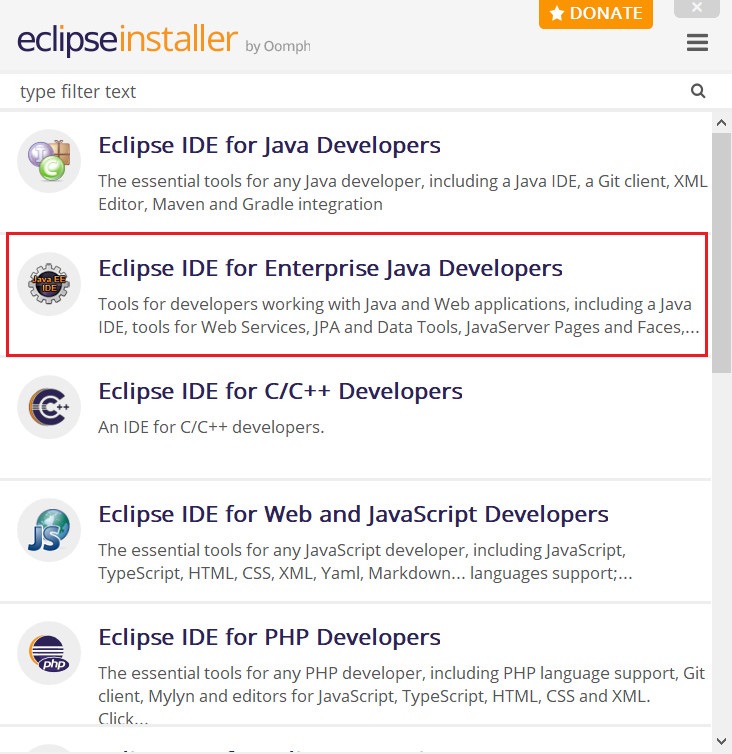 DONATE
eclipseinstaller by Oomph
type filter text
Eclipse IDE for Java Developers
The essential tools for any Java developer, including a Java IDE, a Git client, XML
Editor, Maven and Gradle integration
Java EE
IDE
Eclipse IDE for Enterprise Java Developers
Tools for developers working with Java and Web applications, including a Java
IDE, tools for Web Services, JPA and Data Tools, JavaServer Pages and Faces,...
C++
Eclipse IDE for C/C++ Developers
An IDE for C/C++ developers.
JS
Eclipse IDE for Web and JavaScript Developers
The essential tools for any JavaScript developer, including JavaScript,
TypeScript, HTML, CSS, XML, Yaml, Markdown... languages support;...
php
Eclipse IDE for PHP Developers
The essential tools for any PHP developer, including PHP language support, Git
client, Mylyn and editors for JavaScript, TypeScript, HTML, CSS and XML.
Click...